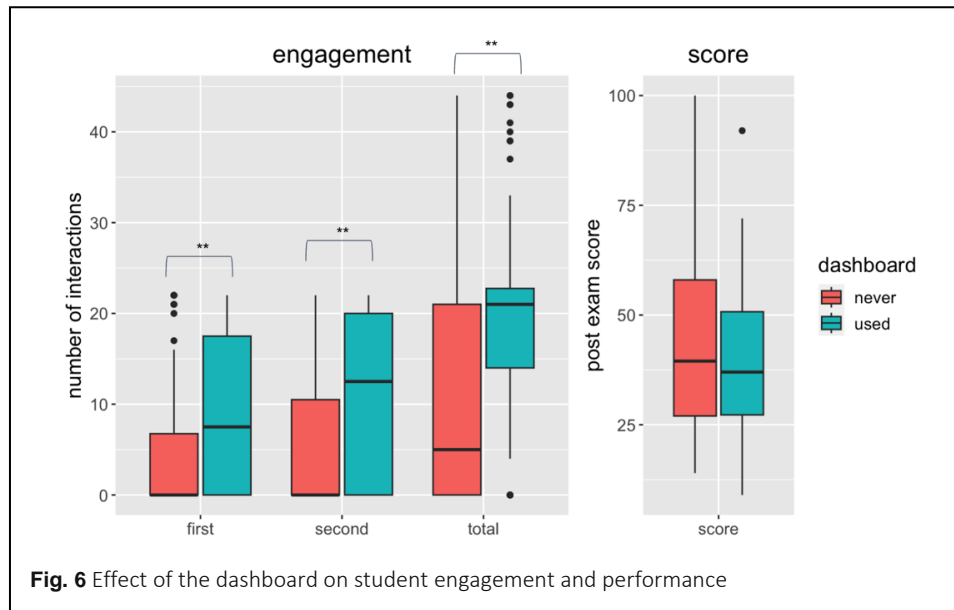 engagement
score
**
**
**
number of interactions
40
30
20
10
0
first
second
total
post exam score
100
75
50
25
score
dashboard
never
used
Fig. 6 Effect of the dashboard on student engagement and performance